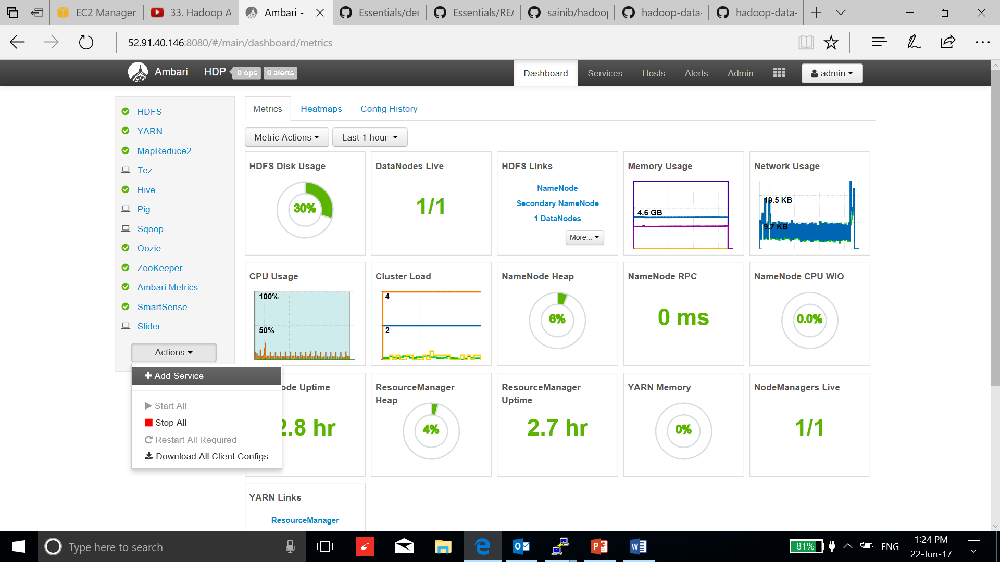 EC2 Managen
33. Hadoop A
Ambari -
Essentials/der
Essentials/REA
sainib/hadoop
hadoop-data-
hadoop-data-
52.91.40.146:8080/#/main/dashboard/metrics
Ambari HDP 0 ops 0 alerts
Dashboard Services Hosts Alerts Admin admin
HDFS
YARN
MapReduce2
Tez
Hive
Pig
Sqoop
Oozie
ZooKeeper
Ambari Metrics
SmartSense
Slider
Actions
Add Service
Start All
Stop All
Restart All Required
Download All Client Configs
Metrics Heatmaps Config History
Metric Actions Last 1 hour
HDFS Disk Usage
30%
DataNodes Live
1/1
HDFS Links
NameNode
Secondary NameNode
1 DataNodes
More...
Memory Usage
4.6 GB
Network Usage
19.5 KB
9.7 KB
CPU Usage
100%
50%
Cluster Load
4
2
NameNode Heap
6%
NameNode RPC
0 ms
NameNode CPU WIO
0.0%
ode Uptime
2.8 hr
ResourceManager
Heap
4%
ResourceManager
Uptime
2.7 hr
YARN Memory
0%
NodeManagers Live
1/1
YARN Links
ResourceManager
Type here to search
81%
ENG
1:24 PM
22-Jun-17